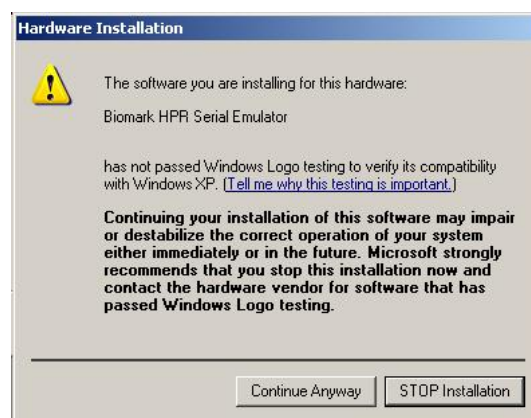 Hardware Installation
The software you are installing for this hardware:
Biomark HPR Serial Emulator
has not passed Windows Logo testing to verify its compatibility
with Windows XP. (Tell me why this testing is important.)
Continuing your installation of this software may impair
or destabilize the correct operation of your system
either immediately or in the future. Microsoft strongly
recommends that you stop this installation now and
contact the hardware vendor for software that has
passed Windows Logo testing.
Continue Anyway
STOP Installation